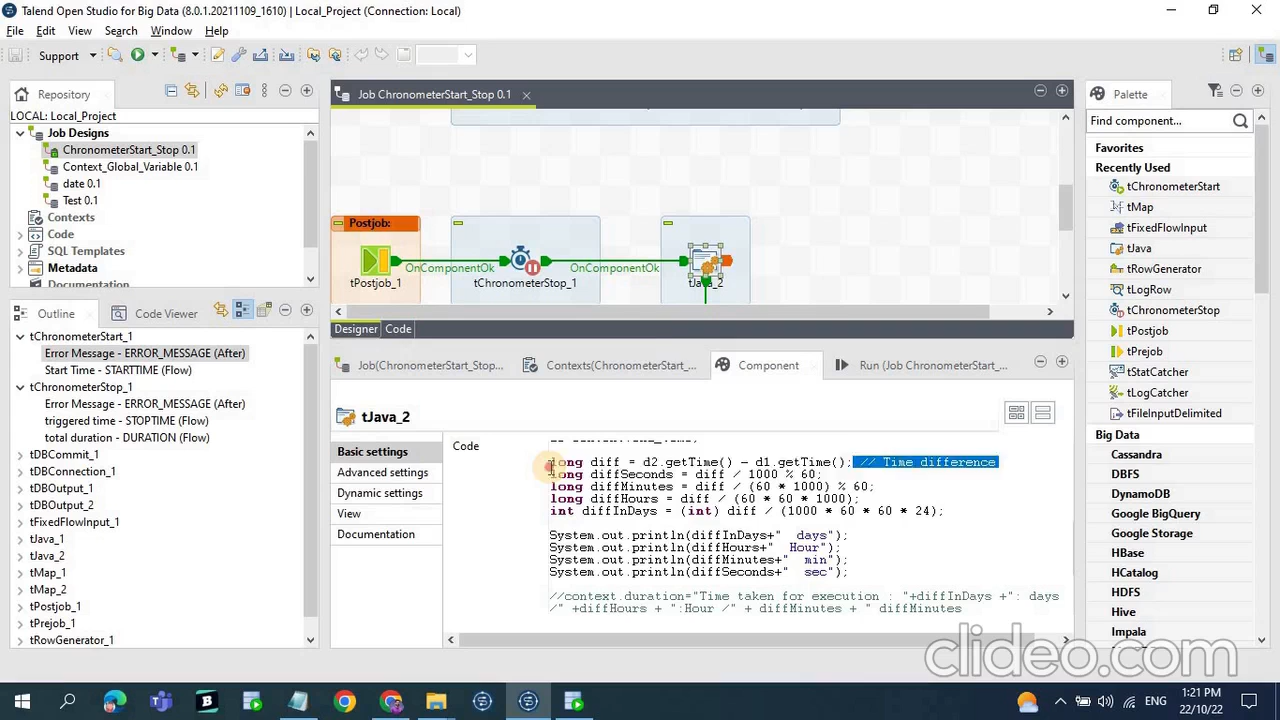 Talend Open Studio for Big Data (8.0.1.20211109_1610) | Local_Project (Connection: Local)
File Edit View Search Window Help
Support
Repository
LOCAL: Local_Project
Job Designs
ChronometerStart_Stop 0.1
Context_Global_Variable 0.1
date 0.1
Test 0.1
Contexts
Code
SQL Templates
Metadata
Documentation
Outline
Code Viewer
tChronometerStart_1
Error Message - ERROR_MESSAGE (After)
Start Time - STARTTIME (Flow)
tChronometerStop_1
Error Message - ERROR_MESSAGE (After)
triggered time - STOPTIME (Flow)
total duration - DURATION (Flow)
tDBCommit_1
tDBConnection_1
tDBOutput_1
tDBOutput_2
tFixedFlowInput_1
tJava_1
tJava_2
tMap_1
tMap_2
tPostjob_1
tPrejob_1
tRowGenerator_1
Job ChronometerStart_Stop 0.1
Postjob:
OnComponentOk
OnComponentOk
tPostjob_1
tChronometerStop_1
tJava_2
Designer Code
Job(ChronometerStart_Stop...
Contexts(ChronometerStart_...
Component
Run (Job ChronometerStart_...
tJava_2
Basic settings
Advanced settings
Dynamic settings
View
Documentation
Code
long diff = d2.getTime() - d1.getTime(); // Time difference
long diffSeconds = diff / 1000 % 60;
long diffMinutes = diff / (60 * 1000) % 60;
long diffHours = diff / (60 * 60 * 1000);
int diffInDays = (int) diff / (1000 * 60 * 60 * 24);
System.out.println(diffInDays+" days");
System.out.println(diffHours+" Hour");
System.out.println(diffMinutes+" min");
System.out.println(diffSeconds+" sec");
//context.duration="Time taken for execution : "+diffInDays +": days
/" +diffHours + ":Hour /" + diffMinutes + " diffMinutes
Palette
Find component...
Favorites
Recently Used
tChronometerStart
tMap
tFixedFlowInput
tJava
tRowGenerator
tLogRow
tChronometerStop
tPostjob
tPrejob
tStatCatcher
tLogCatcher
tFileInputDelimited
Big Data
Cassandra
DBFS
DynamoDB
Google BigQuery
Google Storage
HBase
HCatalog
HDFS
Hive
Impala
clideo.com
ENG
1:21 PM
22/10/22